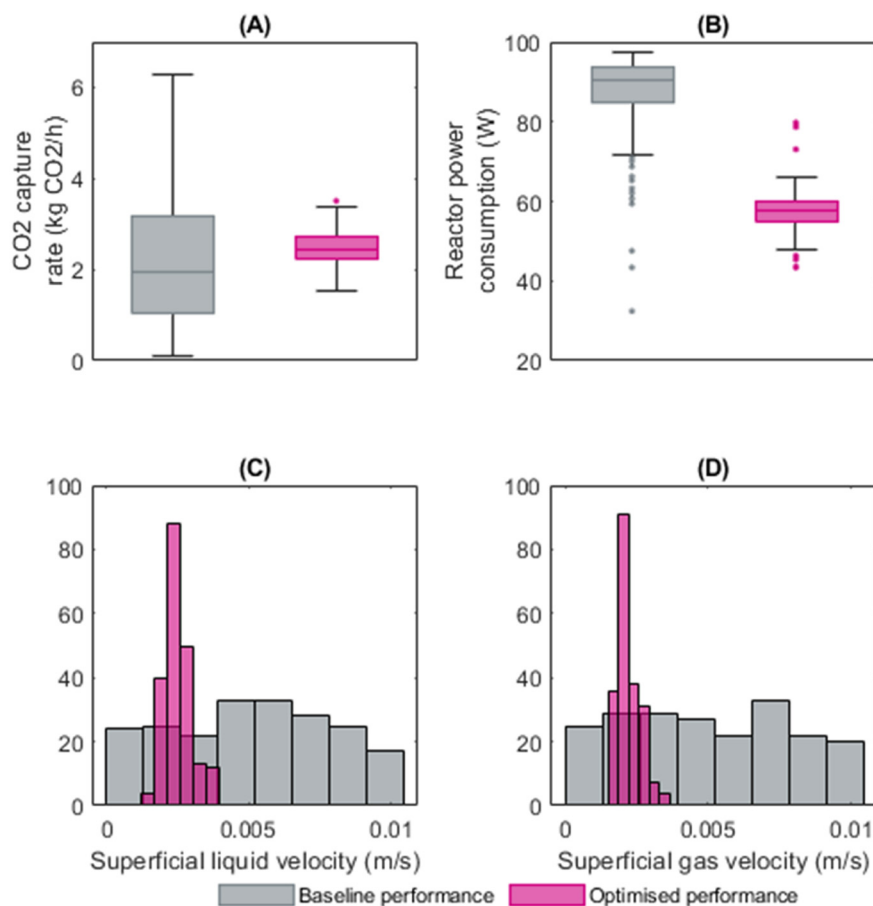 (A)
CO2 capture
rate (kg CO2/h)
6
4
2
0
(B)
Reactor power
consumption (W)
100
80
60
40
20
(C)
100
80
60
40
20
0
0 0.005 0.01
Superficial liquid velocity (m/s)
(D)
100
80
60
40
20
0
0 0.005 0.01
Superficial gas velocity (m/s)
Baseline performance Optimised performance